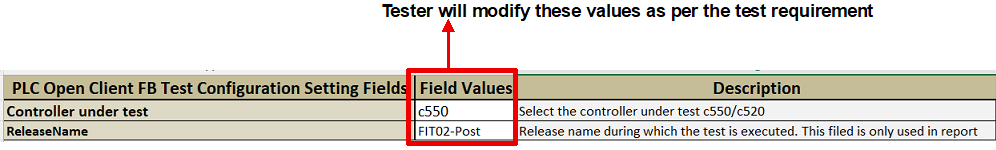 Tester will modify these values as per the test requirement
PLC Open Client FB Test Configuration Setting Fields Field Values Description
Controller under test c550 Select the controller under test c550/c520
ReleaseName FIT02-Post Release name during which the test is executed. This filed is only used in report